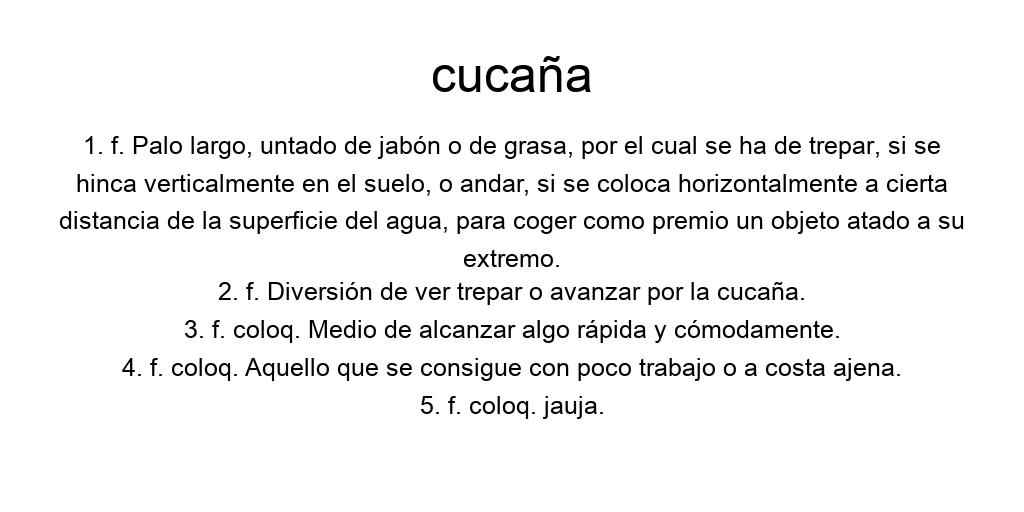 cucaña
1. f. Palo largo, untado de jabón o de grasa, por el cual se ha de trepar, si se
hinca verticalmente en el suelo, o andar, si se coloca horizontalmente a cierta
distancia de la superficie del agua, para coger como premio un objeto atado a su
extremo.
2. f. Diversión de ver trepar o avanzar por la cucaña.
3. f. coloq. Medio de alcanzar algo rápida y cómodamente.
4. f. coloq. Aquello que se consigue con poco trabajo o a costa ajena.
5. f. coloq. jauja.